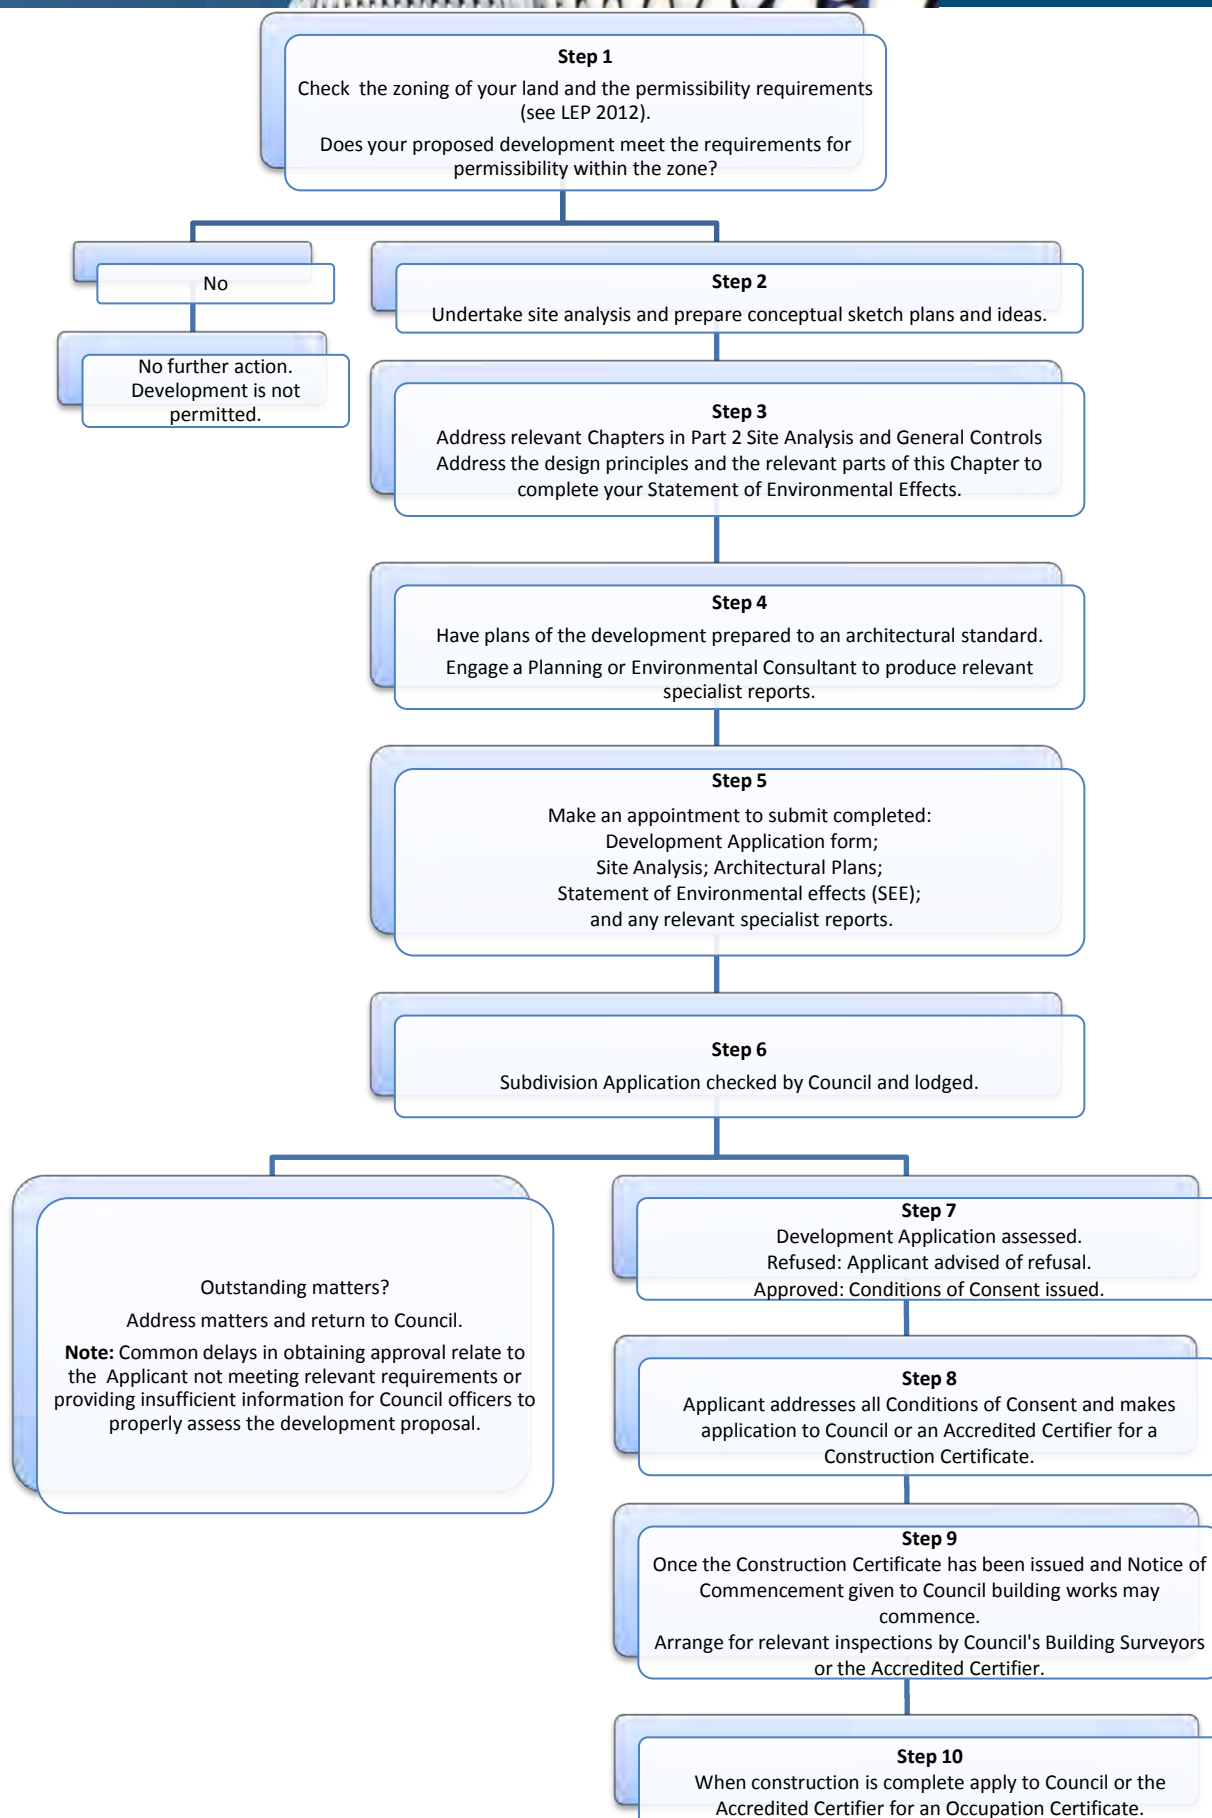 Step 1
Check the zoning of your land and the permissibility requirements
(see LEP 2012).
Does your proposed development meet the requirements for
permissibility within the zone?
No
No further action.
Development is not
permitted.
Step 2
Undertake site analysis and prepare conceptual sketch plans and ideas.
Step 3
Address relevant Chapters in Part 2 Site Analysis and General Controls
Address the design principles and the relevant parts of this Chapter to
complete your Statement of Environmental Effects.
Step 4
Have plans of the development prepared to an architectural standard.
Engage a Planning or Environmental Consultant to produce relevant
specialist reports.
Step 5
Make an appointment to submit completed:
Development Application form;
Site Analysis; Architectural Plans;
Statement of Environmental effects (SEE);
and any relevant specialist reports.
Step 6
Subdivision Application checked by Council and lodged.
Outstanding matters?
Address matters and return to Council.
Note: Common delays in obtaining approval relate to
the Applicant not meeting relevant requirements or
providing insufficient information for Council officers to
properly assess the development proposal.
Step 7
Development Application assessed.
Refused: Applicant advised of refusal.
Approved: Conditions of Consent issued.
Step 8
Applicant addresses all Conditions of Consent and makes
application to Council or an Accredited Certifier for a
Construction Certificate.
Step 9
Once the Construction Certificate has been issued and Notice of
Commencement given to Council building works may
commence.
Arrange for relevant inspections by Council's Building Surveyors
or the Accredited Certifier.
Step 10
When construction is complete apply to Council or the
Accredited Certifier for an Occupation Certificate.